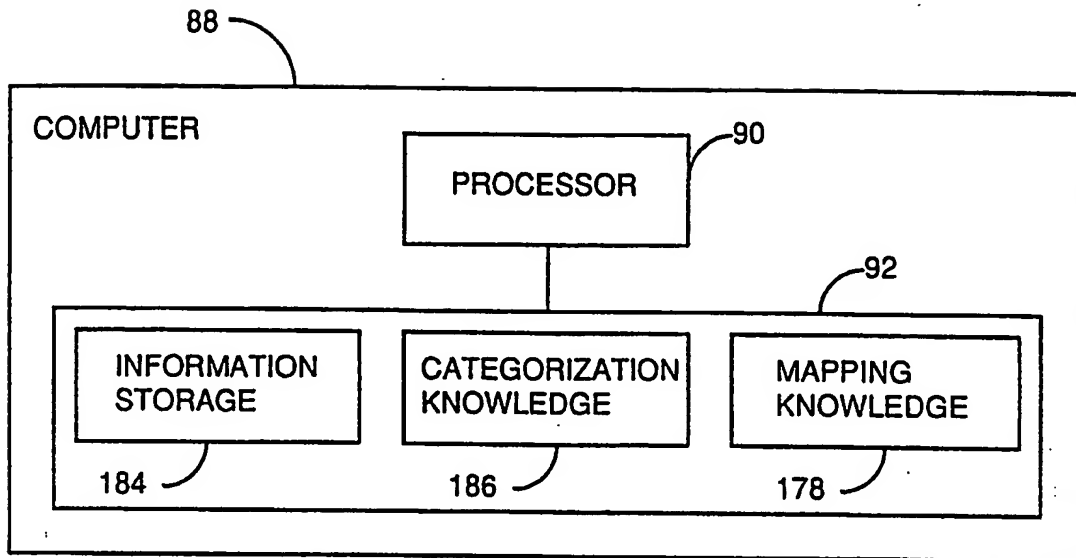 88
COMPUTER
90
PROCESSOR
92
INFORMATION
STORAGE
CATEGORIZATION
KNOWLEDGE
MAPPING
KNOWLEDGE
184
186
178